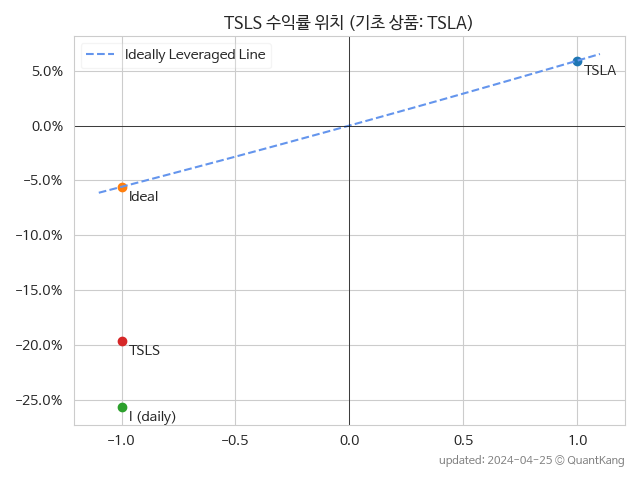 TSLS 수익률 위치 (기초 상품: TSLA)
Ideally Leveraged Line
5.0%
0.0%
−5.0%
−10.0%
−15.0%
−20.0%
−25.0%
TSLA
Ideal
TSLS
I (daily)
−1.0
−0.5
0.0
0.5
1.0
updated: 2024-04-25 © QuantKang